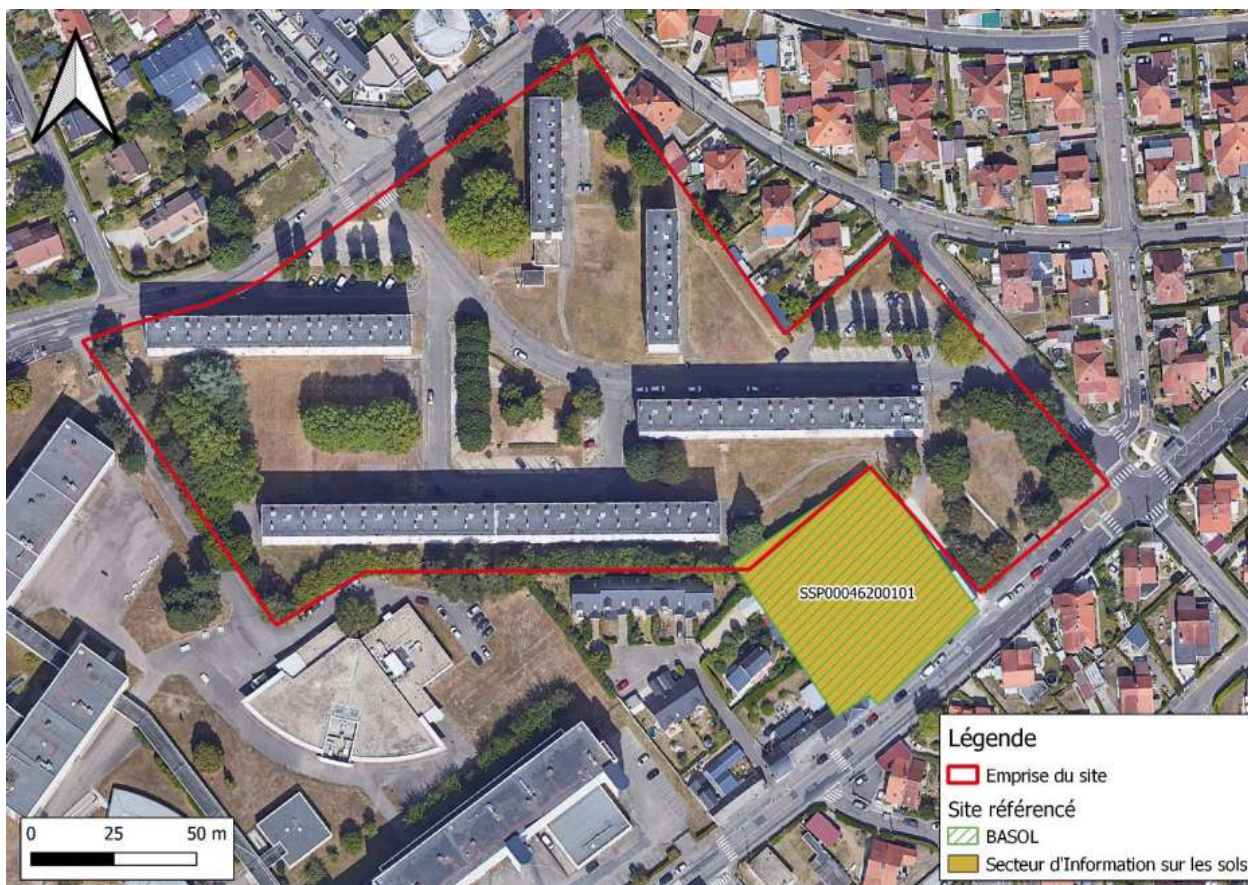 SSP00046200101
Légende
Emprise du site
Site référencé
BASOL
Secteur d'Information sur les sols
0 25 50 m